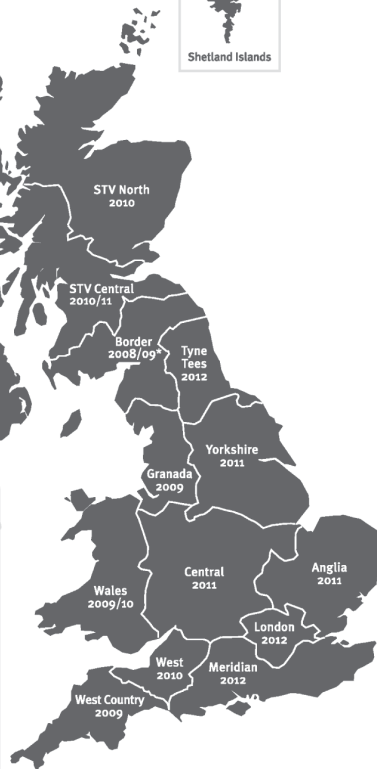 Shetland Islands
STV North
2010
STV Central
2010/11
Border
2008/09*
Tyne
Tees
2012
Yorkshire
2011
Granada
2009
Central
2011
Anglia
2011
Wales
2009/10
London
2012
West
2010
Meridian
2012
West Country
2009